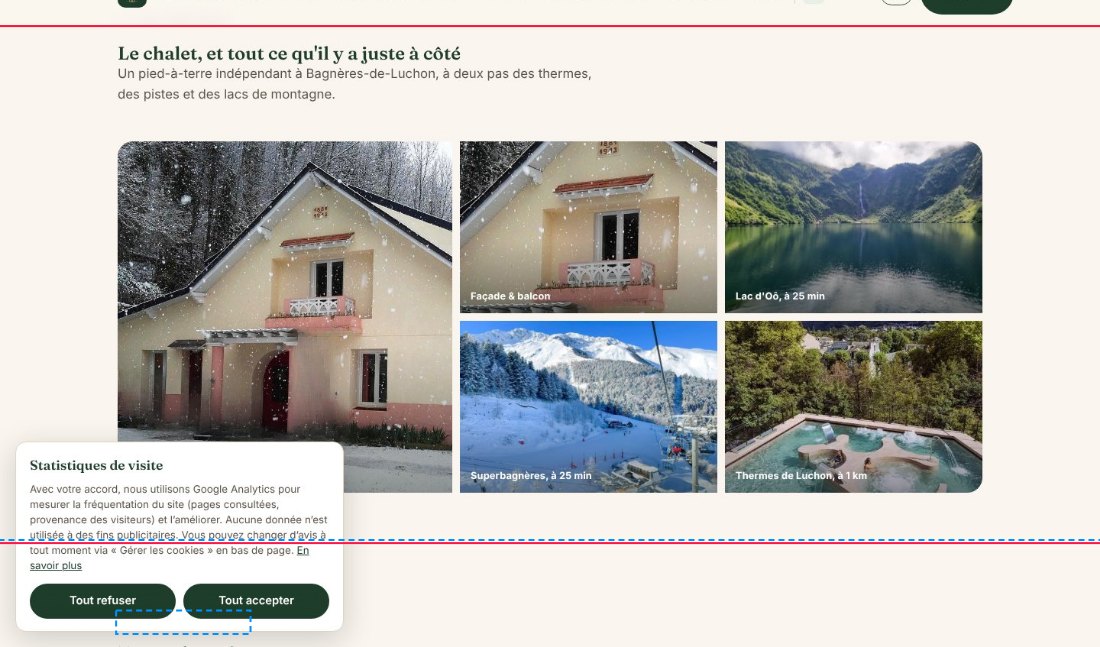 Le chalet, et tout ce qu'il y a juste à côté
Un pied-à-terre indépendant à Bagnères-de-Luchon, à deux pas des thermes,
des pistes et des lacs de montagne.
Façade & balcon
Lac d'Oô, à 25 min
Superbagnères, à 25 min
Thermes de Luchon, à 1 km
Statistiques de visite
Avec votre accord, nous utilisons Google Analytics pour
mesurer la fréquentation du site (pages consultées,
provenance des visiteurs) et l'améliorer. Aucune donnée n'est
utilisée à des fins publicitaires. Vous pouvez changer d'avis à
tout moment via « Gérer les cookies » en bas de page. En
savoir plus
Tout refuser
Tout accepter